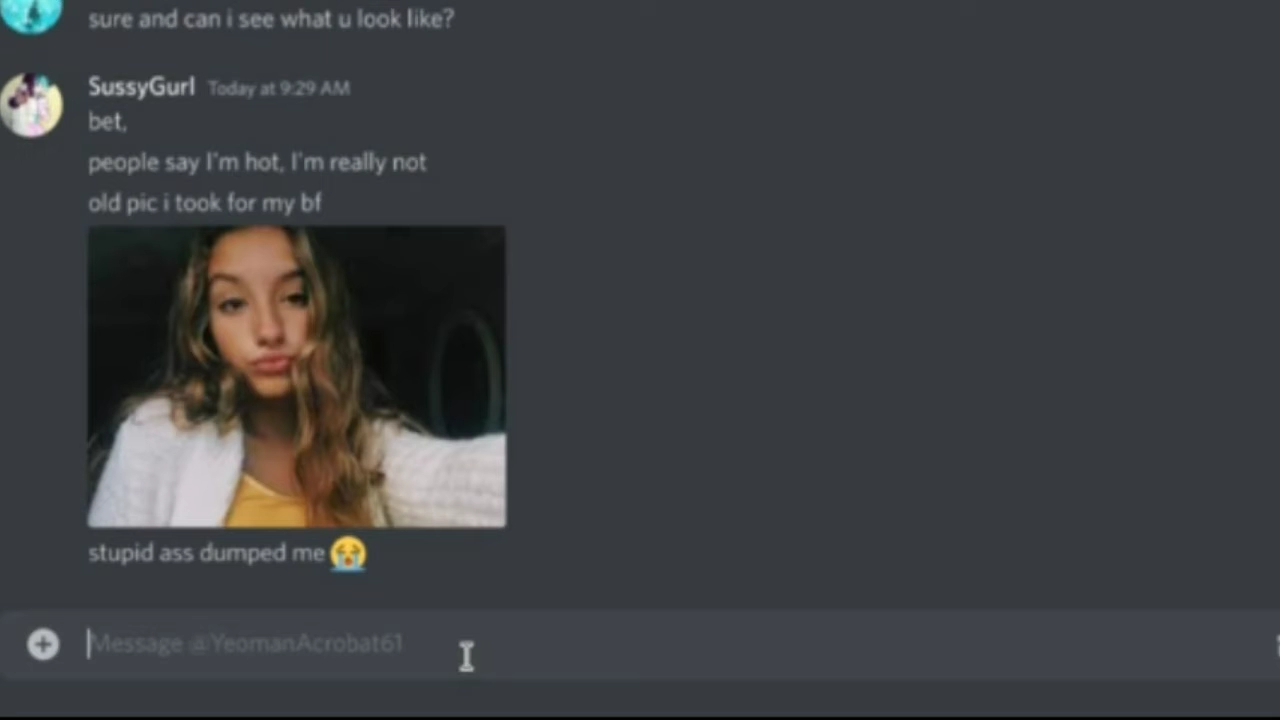 sure and can i see what u look like?
SussyGurl Today at 9:29 AM
bet,
people say I'm hot, I'm really not
old pic i took for my bf
stupid ass dumped me 😭
Message @YeomanAcrobat61